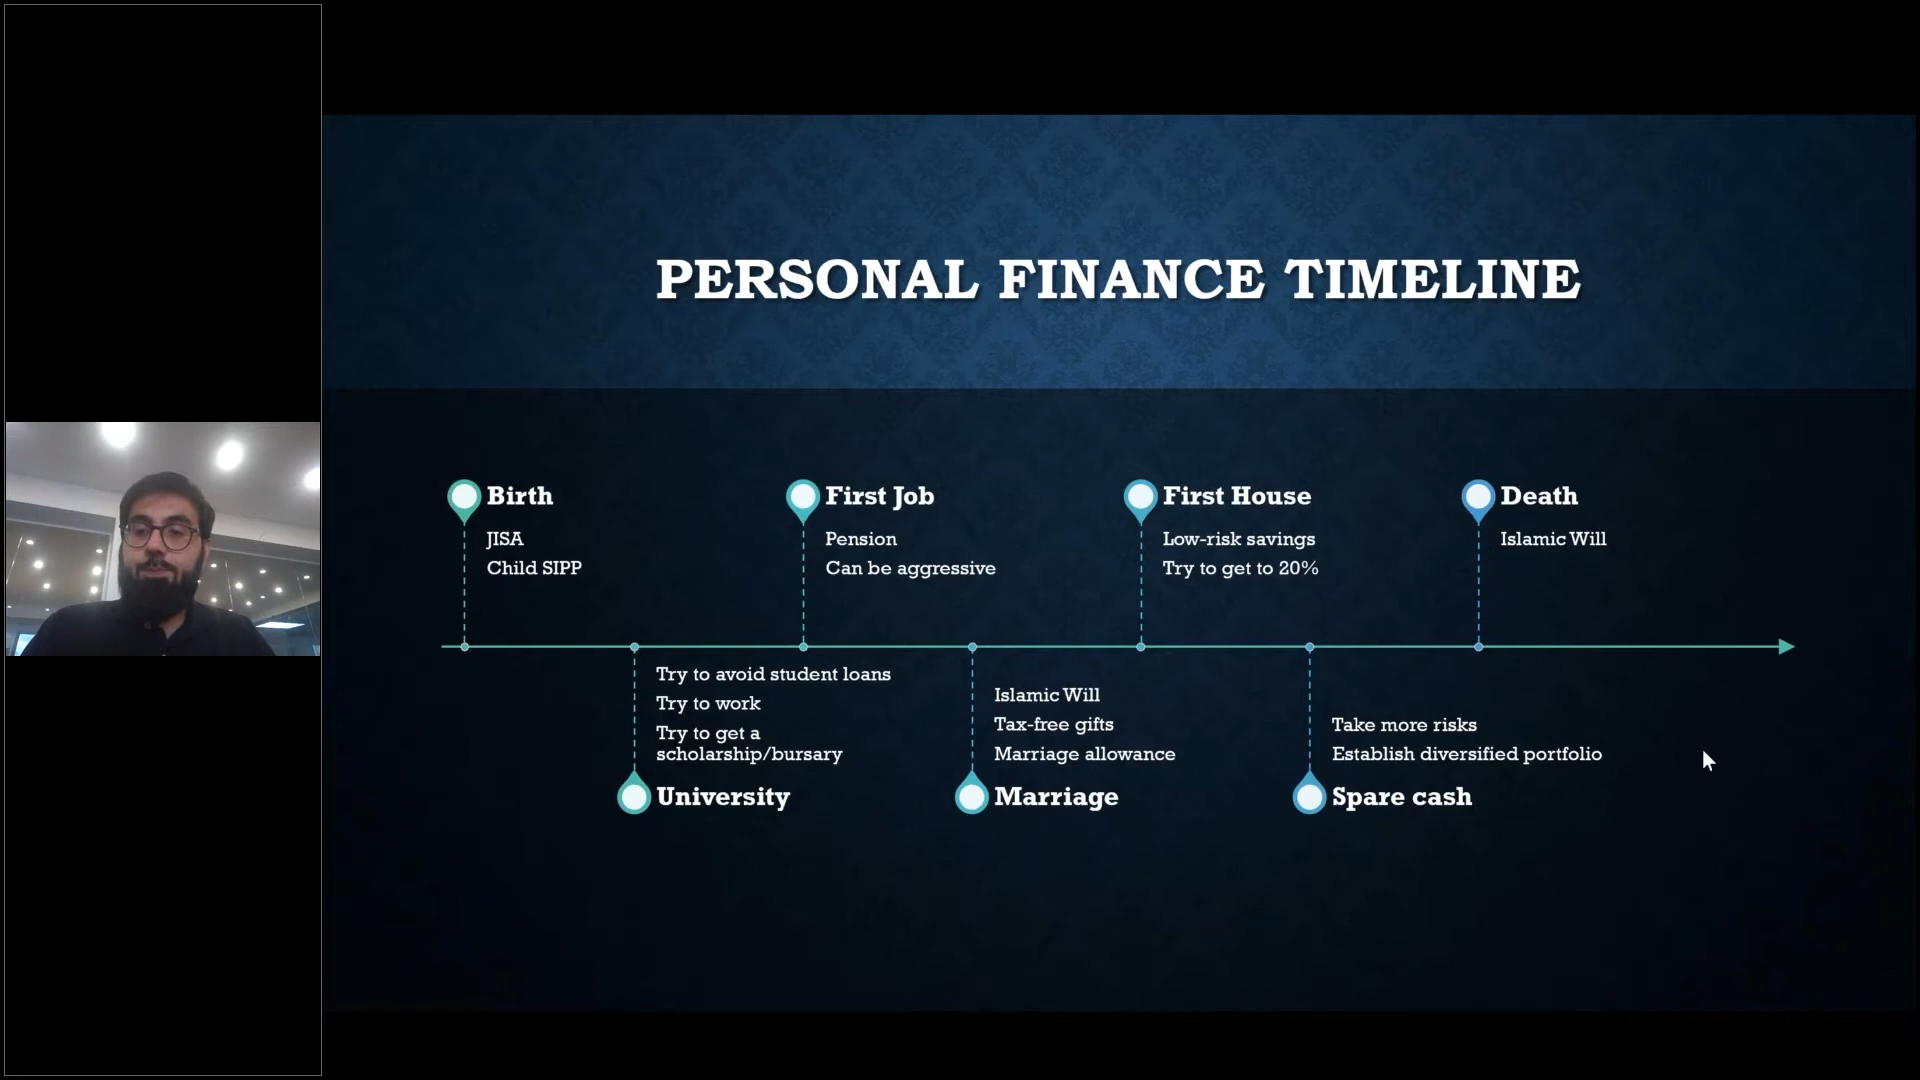 PERSONAL FINANCE TIMELINE
Birth
JISA
Child SIPP
First Job
Pension
Can be aggressive
First House
Low-risk savings
Try to get to 20%
Death
Islamic Will
Try to avoid student loans
Try to work
Try to get a
scholarship/bursary
University
Islamic Will
Tax-free gifts
Marriage allowance
Marriage
Take more risks
Establish diversified portfolio
Spare cash